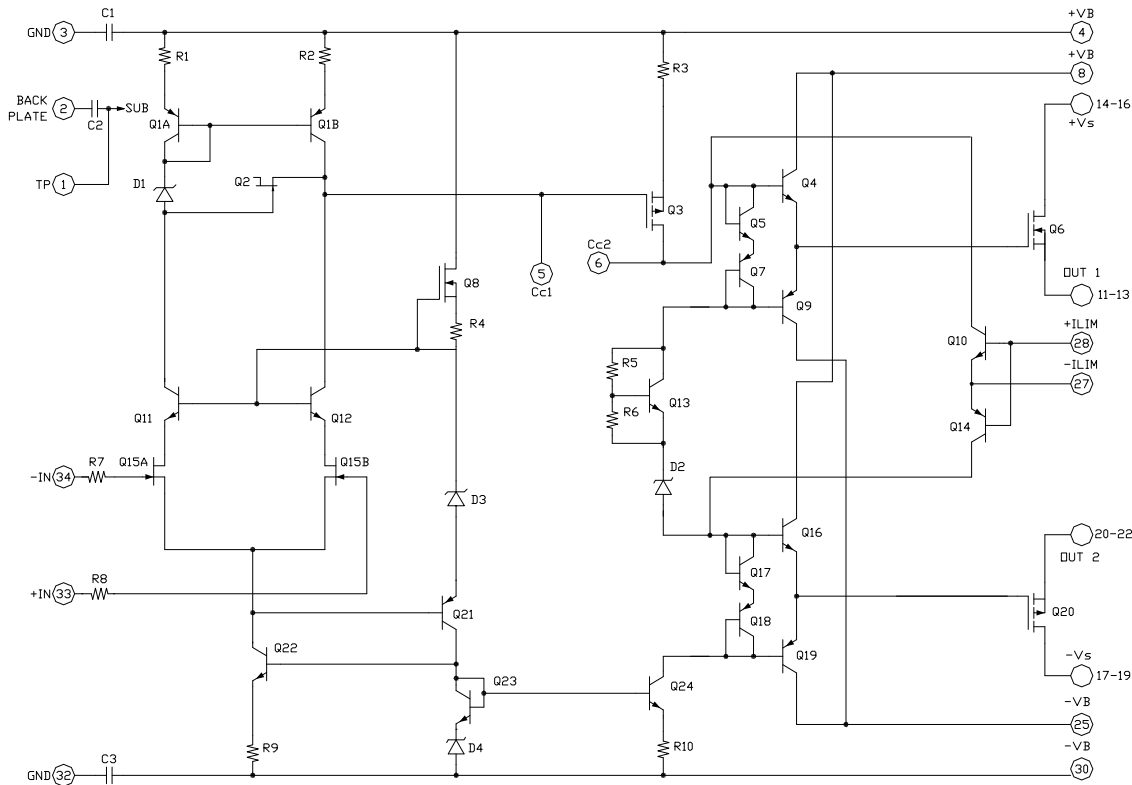 GND 3
C1
+VB
4
R1
R2
R3
+VB
8
BACK
PLATE
2
C2
SUB
Q1A
Q1B
14-16
+Vs
TP 1
D1
Q2
Q3
Q4
Q5
Q6
Cc2
6
5
Cc1
Q7
Q8
OUT 1
11-13
Q9
R4
+ILIM
28
Q10
-ILIM
27
R5
R6
Q13
Q11
Q12
Q14
-IN 34
R7
Q15A
Q15B
D2
D3
Q16
20-22
OUT 2
+IN 33
R8
Q17
Q18
Q20
Q21
Q22
Q19
-Vs
17-19
Q23
Q24
-VB
25
R9
D4
R10
-VB
30
GND 32
C3